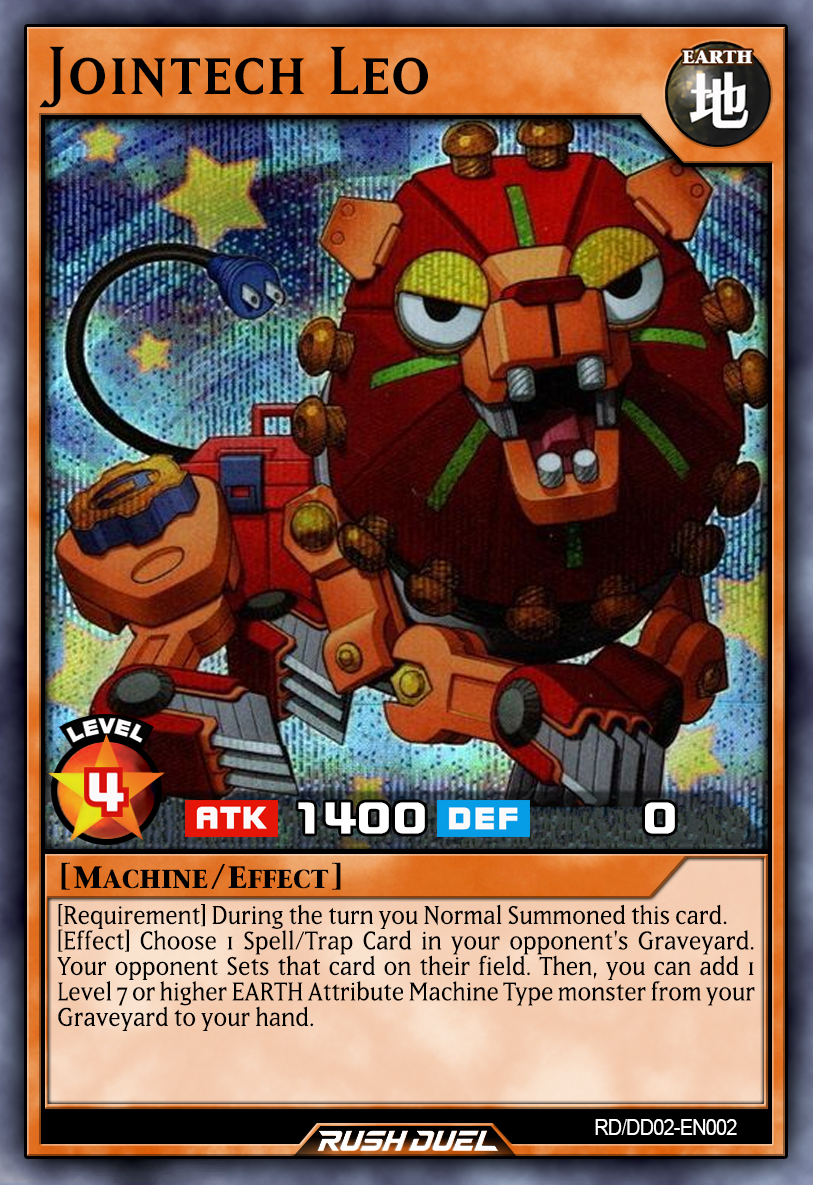 Jointech Leo
EARTH
地
LEVEL
4
ATK 1400 DEF 0
[Machine/Effect]
[Requirement] During the turn you Normal Summoned this card.
[Effect] Choose 1 Spell/Trap Card in your opponent's Graveyard.
Your opponent Sets that card on their field. Then, you can add 1
Level 7 or higher EARTH Attribute Machine Type monster from your
Graveyard to your hand.
RD/DD02-EN002
RUSH DUEL